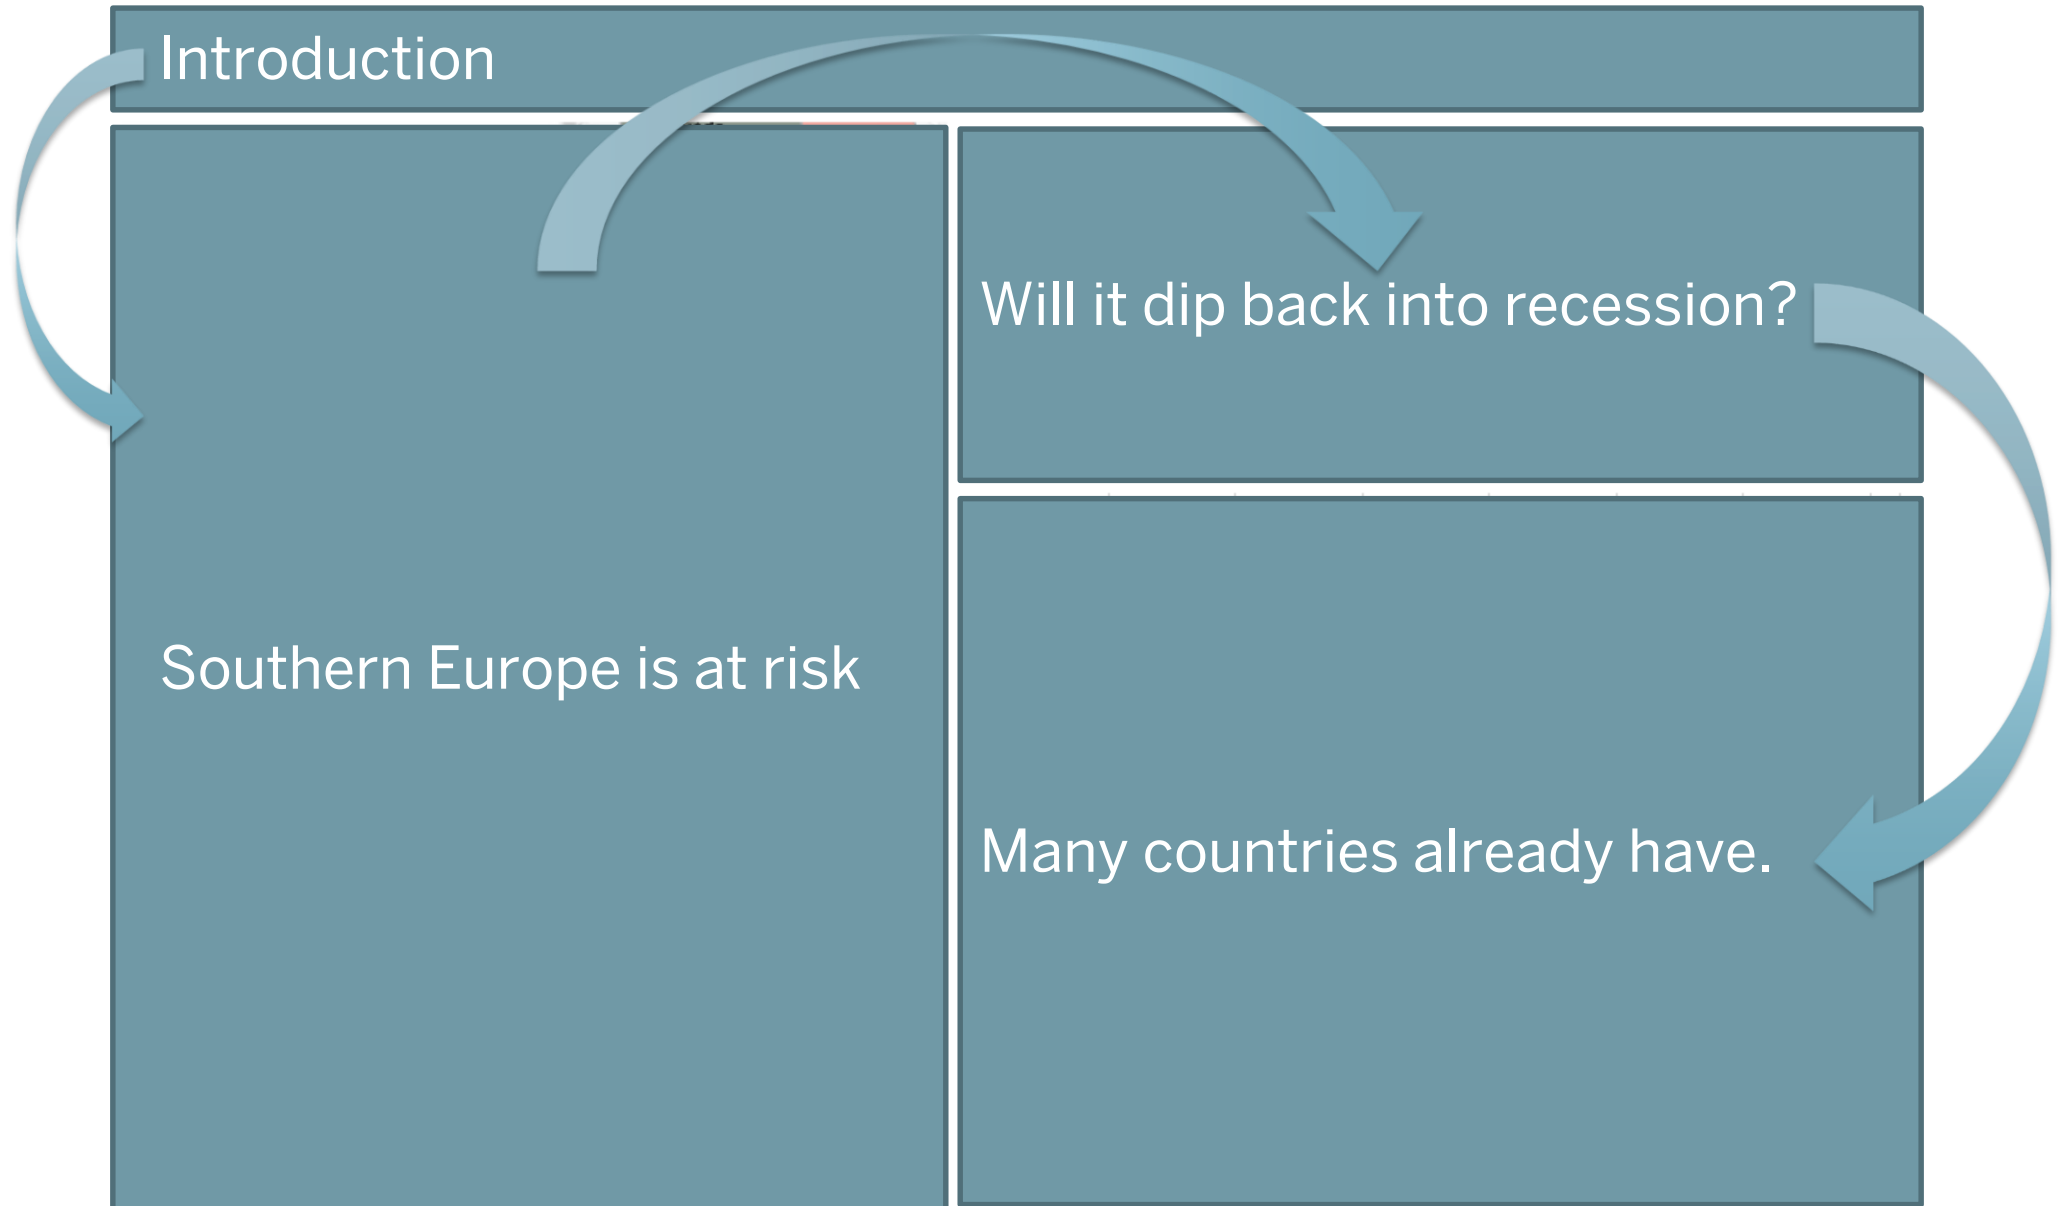 Introduction
Southern Europe is at risk
Will it dip back into recession?
Many countries already have.